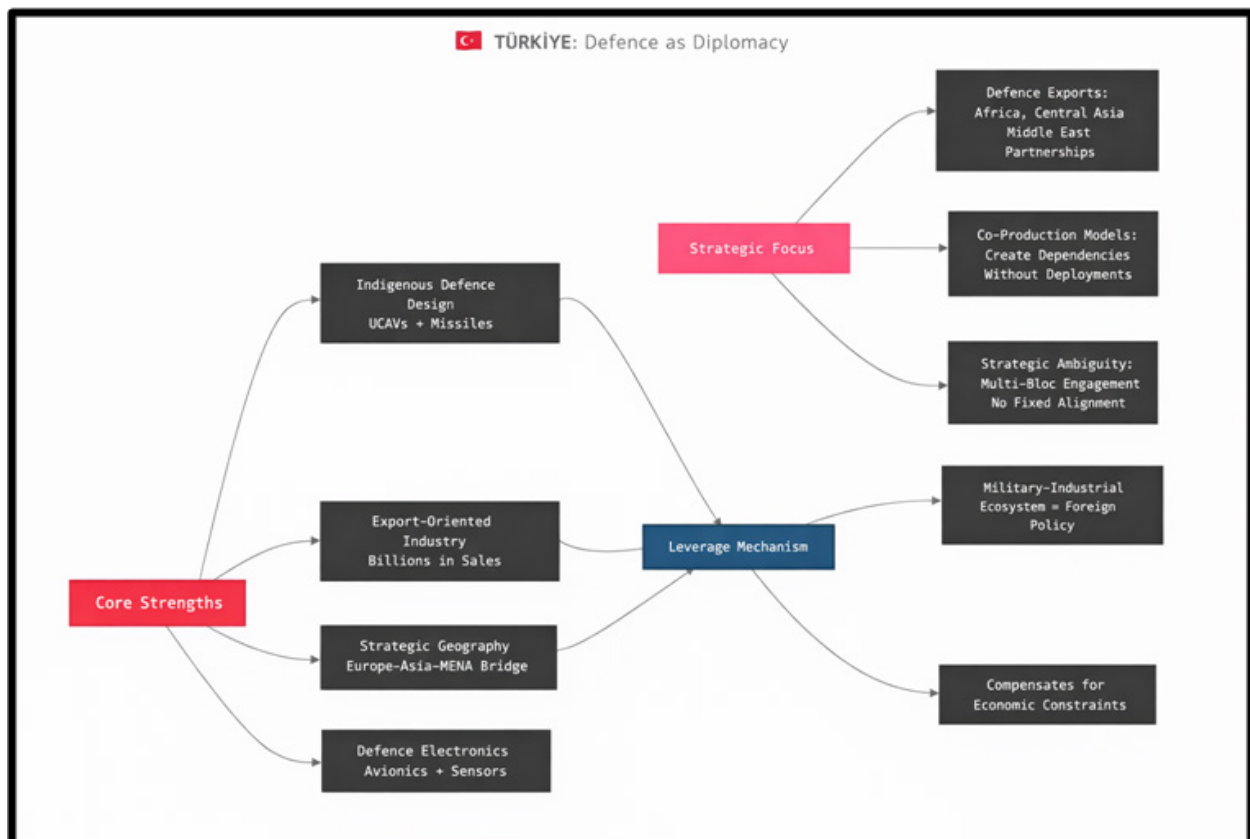 TÜRKİYE: Defence as Diplomacy
Defence Exports:
Africa, Central Asia
Middle East
Partnerships
Strategic Focus
Co-Production Models:
Create Dependencies
Without Deployments
Indigenous Defence
Design
UCAVs + Missiles
Strategic Ambiguity:
Multi-Bloc Engagement
No Fixed Alignment
Export-Oriented
Industry
Billions in Sales
Leverage Mechanism
Military-Industrial
Ecosystem = Foreign
Policy
Core Strengths
Strategic Geography
Europe-Asia-MENA Bridge
Compensates for
Economic Constraints
Defence Electronics
Avionics + Sensors